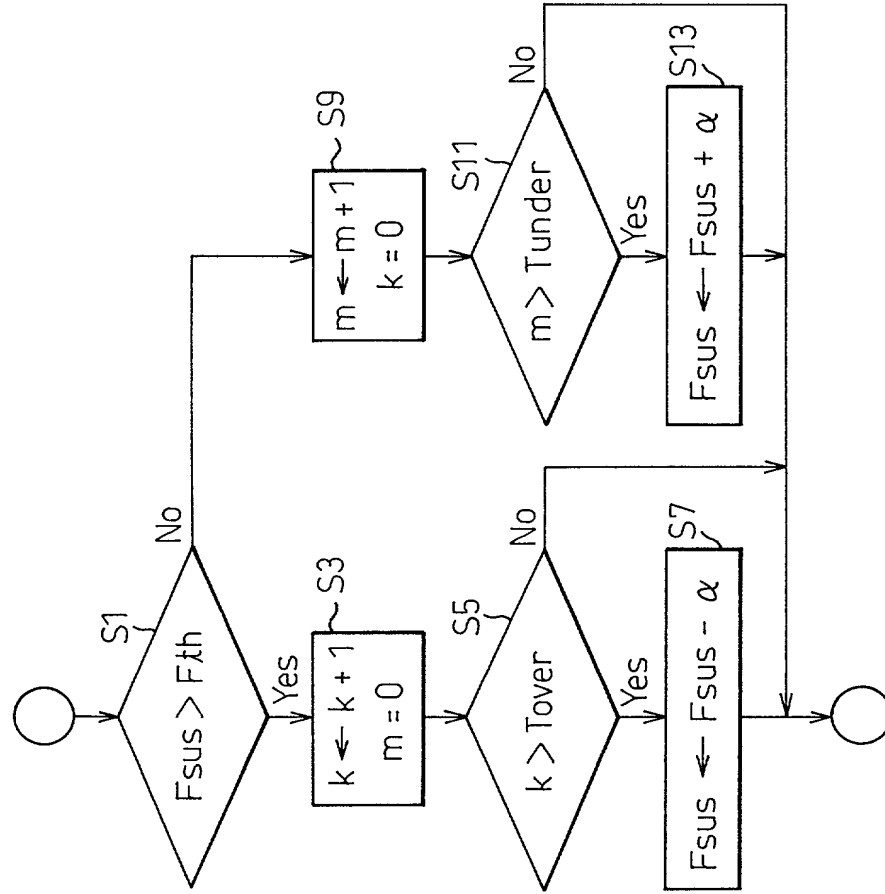 S1
Fsus > Fℓth
No
Yes
S3
k ← k + 1
m = 0
S5
k > Tover
No
Yes
S7
Fsus ← Fsus - α
S9
m ← m + 1
k = 0
S11
m > Tunder
No
Yes
S13
Fsus ← Fsus + α